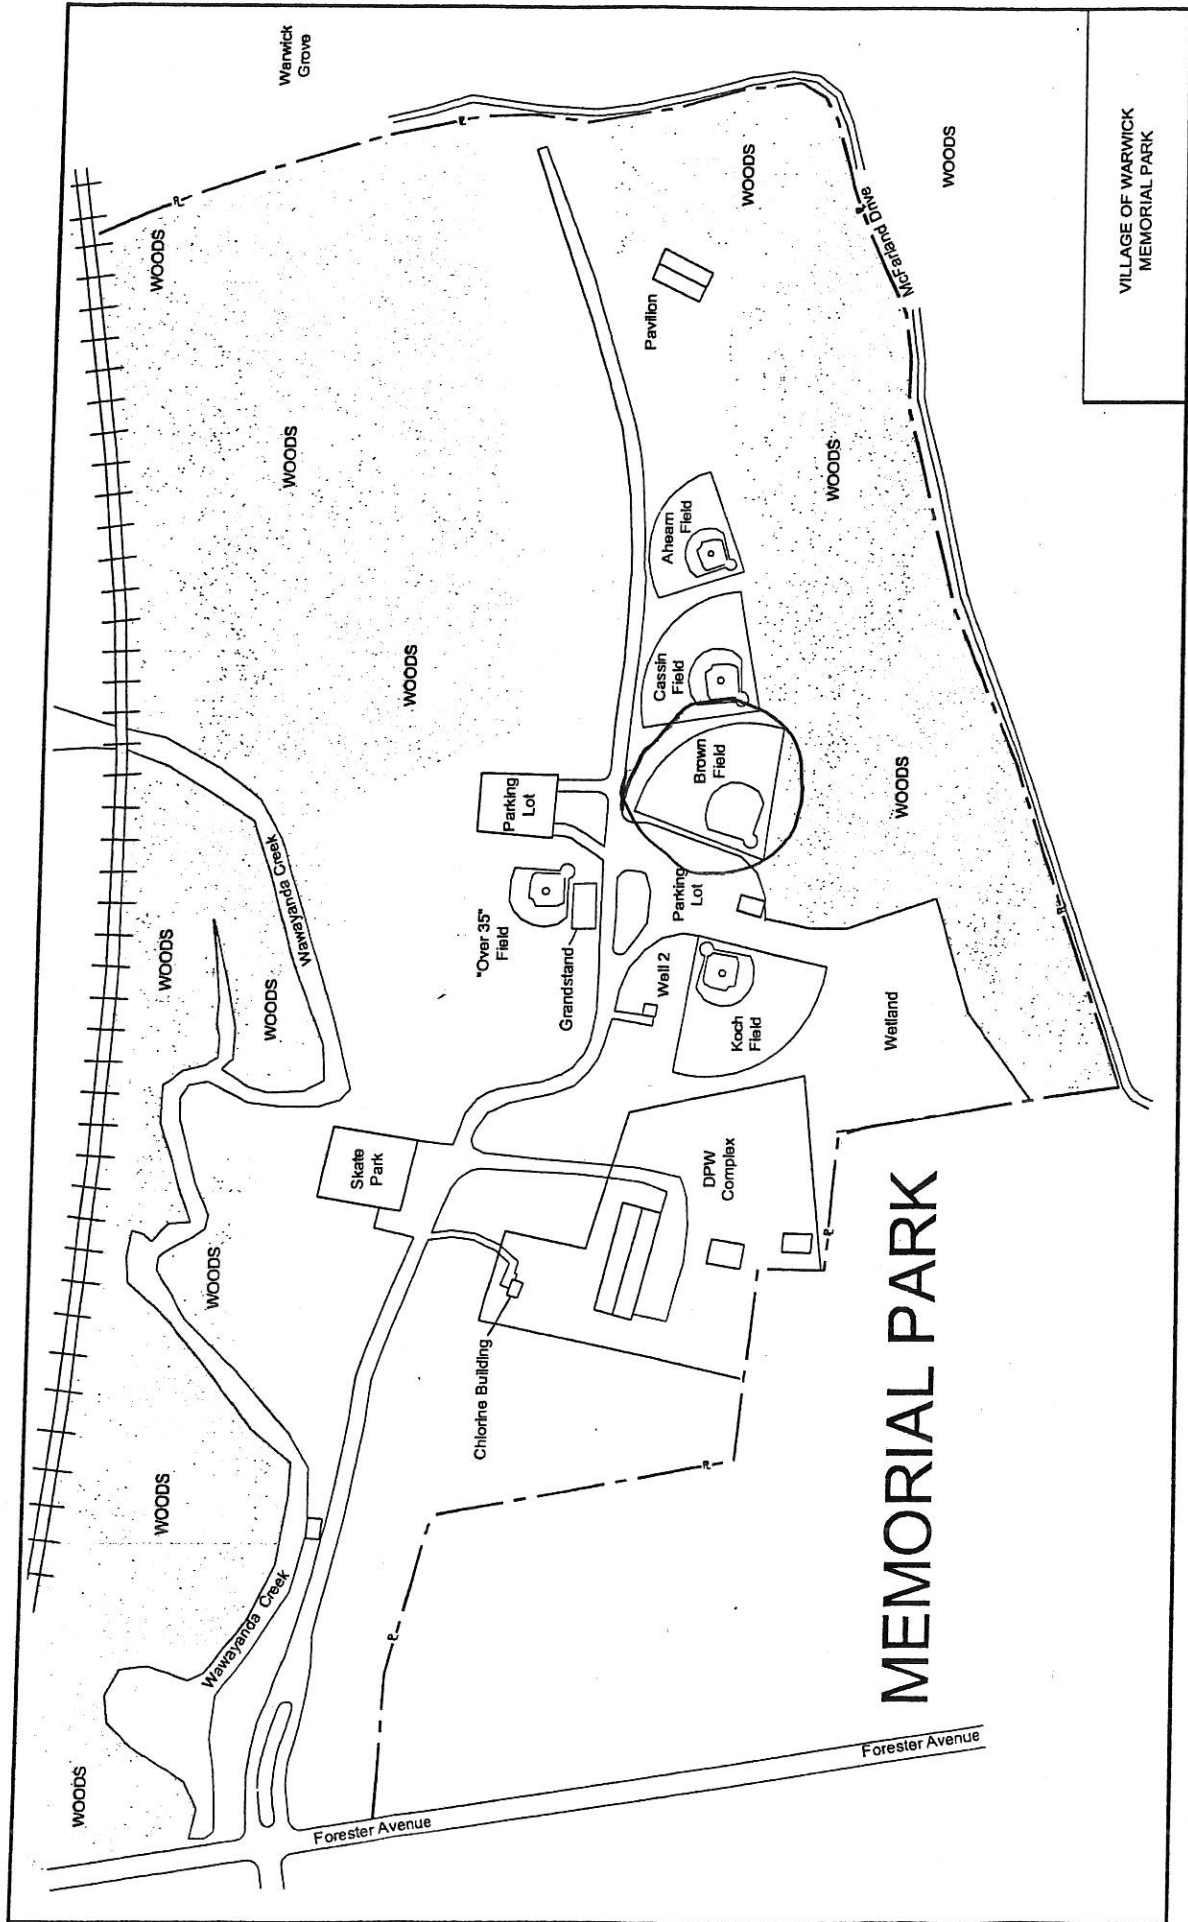 Warwick
Grove
WOODS
WOODS
WOODS
WOODS
WOODS
WOODS
WOODS
WOODS
WOODS
WOODS
WOODS
WOODS
WOODS
Wawayanda Creek
Wawayanda Creek
Pavilion
McFarland Drive
Ahearn
Field
Cassin
Field
Brown
Field
Parking
Lot
Parking
Lot
"Over 35"
Field
Grandstand
Well 2
Koch
Field
Wetland
Skate
Park
DPW
Complex
Chlorine Building
Forester Avenue
Forester Avenue
MEMORIAL PARK
VILLAGE OF WARWICK
MEMORIAL PARK